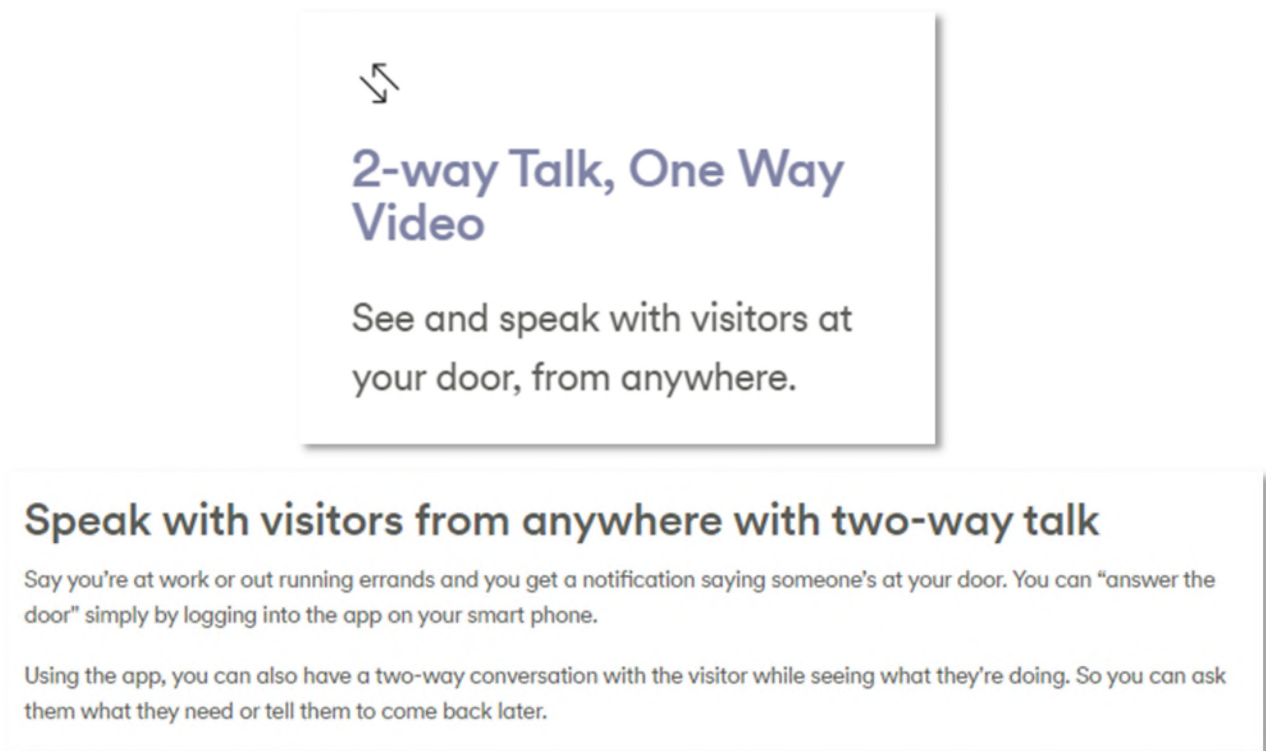 2-way Talk, One Way
Video
See and speak with visitors at
your door, from anywhere.
Speak with visitors from anywhere with two-way talk
Say you're at work or out running errands and you get a notification saying someone's at your door. You can “answer the
door" simply by logging into the app on your smart phone.
Using the app, you can also have a two-way conversation with the visitor while seeing what they're doing. So you can ask
them what they need or tell them to come back later.